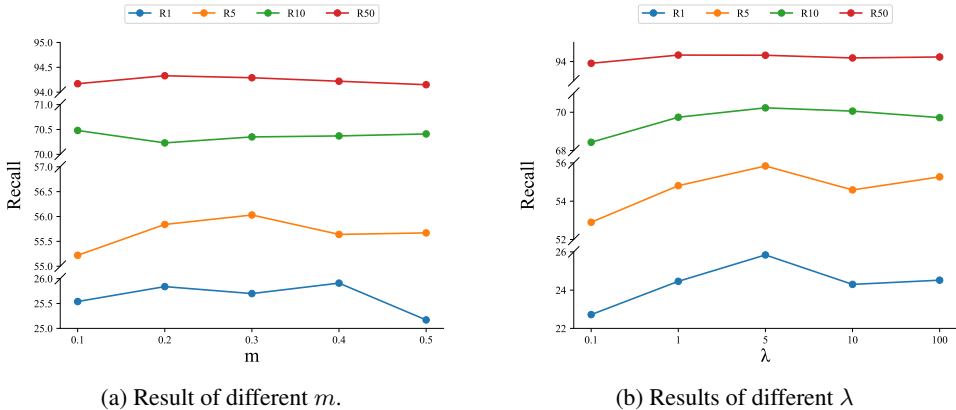 R1 R5 R10 R50
95.0
94.5
94.0
71.0
70.5
70.0
57.0
56.5
56.0
55.5
55.0
26.0
25.5
25.0
Recall
0.1 0.2 0.3 0.4 0.5
m
(a) Result of different m.
R1 R5 R10 R50
94
70
68
56
54
52
26
24
22
Recall
0.1 1 5 10 100
λ
(b) Results of different λ